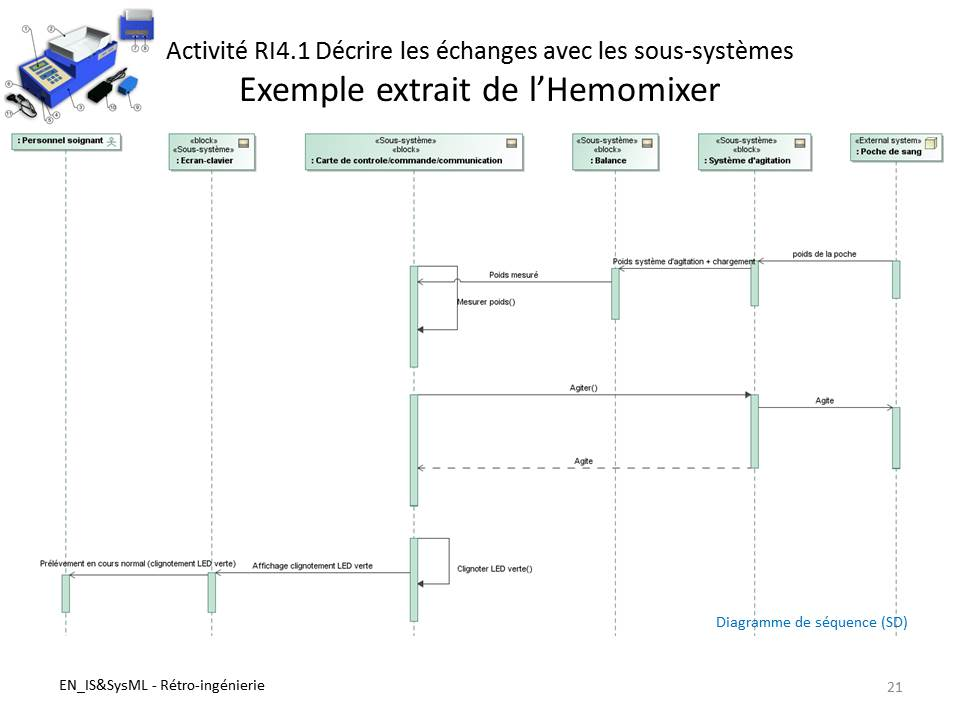 Activité RI4.1 Décrire les échanges avec les sous-systèmes
Exemple extrait de l’Hemomixer
: Personnel soignant
«block»
«Sous-système»
: Ecran-clavier
«Sous-système»
«block»
: Carte de controle/commande/communication
«Sous-système»
«block»
: Balance
«Sous-système»
«block»
: Système d'agitation
«External system»
: Poche de sang
poids de la poche
Poids système d'agitation + chargement
Poids mesuré
Mesurer poids()
Agiter()
Agite
Agite
Prélévement en cours normal (clignotement LED verte)
Affichage clignotement LED verte
Clignoter LED verte()
Diagramme de séquence (SD)
EN_IS&SysML - Rétro-ingénierie
21